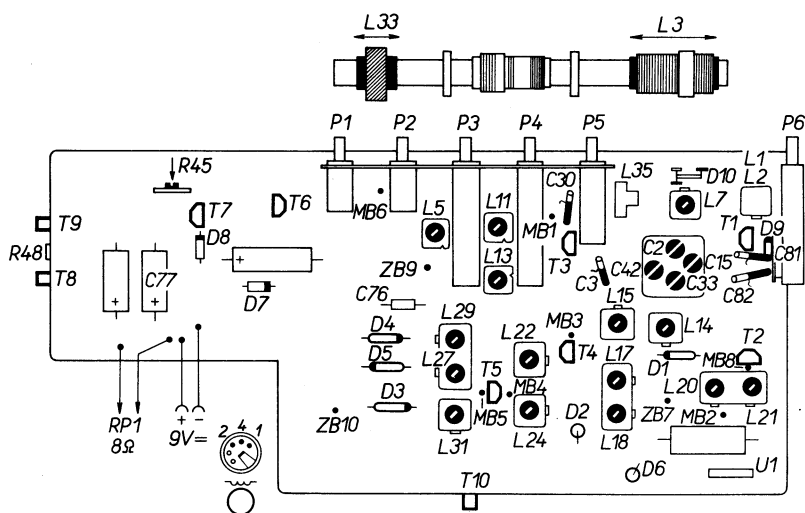 L33 L3
P1 P2 P3 P4 P5 P6
R45 C30 L35 D10 L1
L2
T7 T6 MB6 L5 L11 MB1 L7 T1 D9
T9 D8 T3 C2 C81
R48 ZB9 L13 C42 C15
T8 C77 D7 C3 C33 C82
C76 L15
L29 L22 MB3 L14 T2
D4 T4 L17 D1 MB8
D5 L27 T5 MB4 L20
D3 MB5 D2 ZB7 MB2 L21
RP1 + - ZB10 L31 L24 L18
8Ω 9V= 2 4 1
D6 U1
T10
+ + +